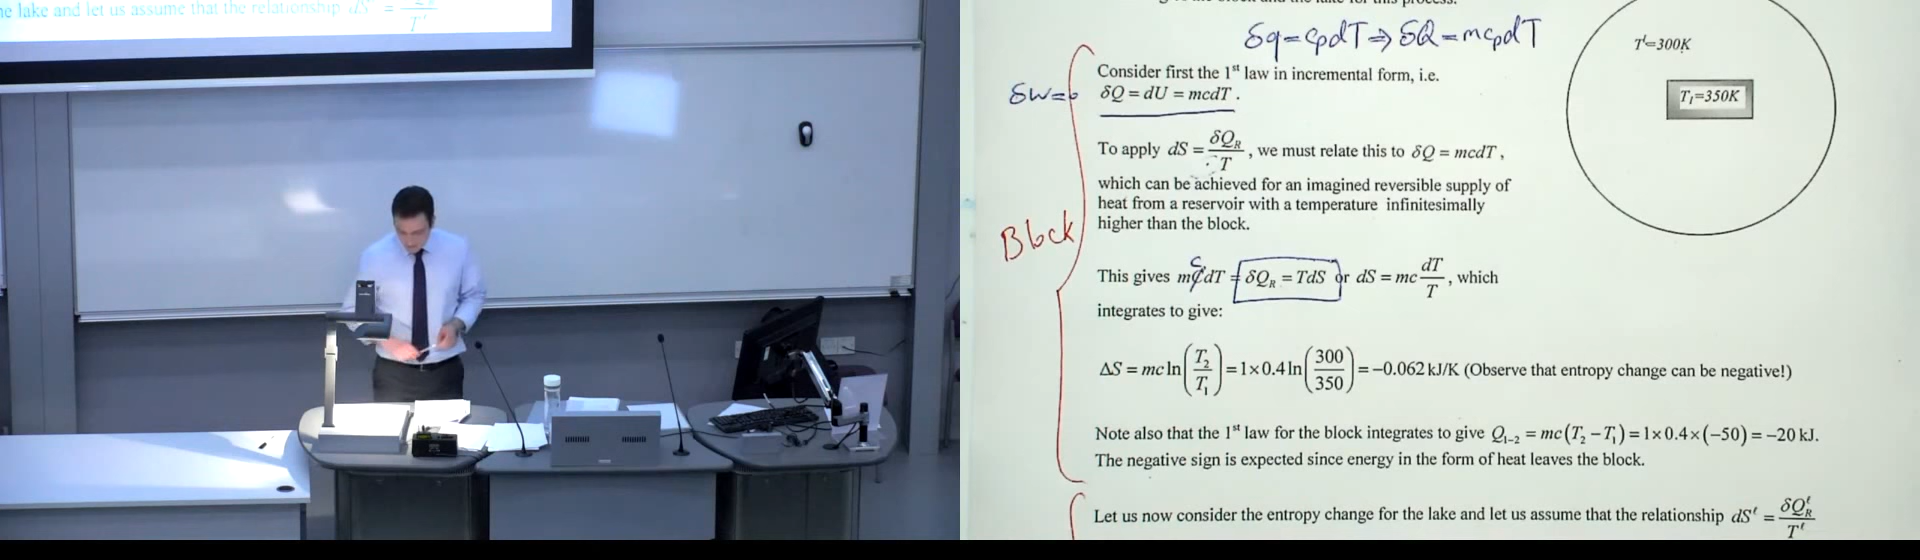 he lake and let us assume that the relationship dS^ℓ =
T^ℓ
δq=cpdT⇒δQ=mcpdT
T^ℓ=300K
Consider first the 1st law in incremental form, i.e.
δw=0
δQ = dU = mcdT .
T1=350K
To apply dS = δQ_R/T , we must relate this to δQ = mcdT ,
which can be achieved for an imagined reversible supply of
heat from a reservoir with a temperature infinitesimally
higher than the block.
Block
c
This gives mcdT = δQ_R = TdS or dS = mc dT/T , which
integrates to give:
ΔS = mc ln(T2/T1) = 1×0.4 ln(300/350) = −0.062 kJ/K (Observe that entropy change can be negative!)
Note also that the 1st law for the block integrates to give Q1−2 = mc(T2 − T1) = 1×0.4×(−50) = −20 kJ.
The negative sign is expected since energy in the form of heat leaves the block.
Let us now consider the entropy change for the lake and let us assume that the relationship dS^ℓ = δQ_R^ℓ/T^ℓ